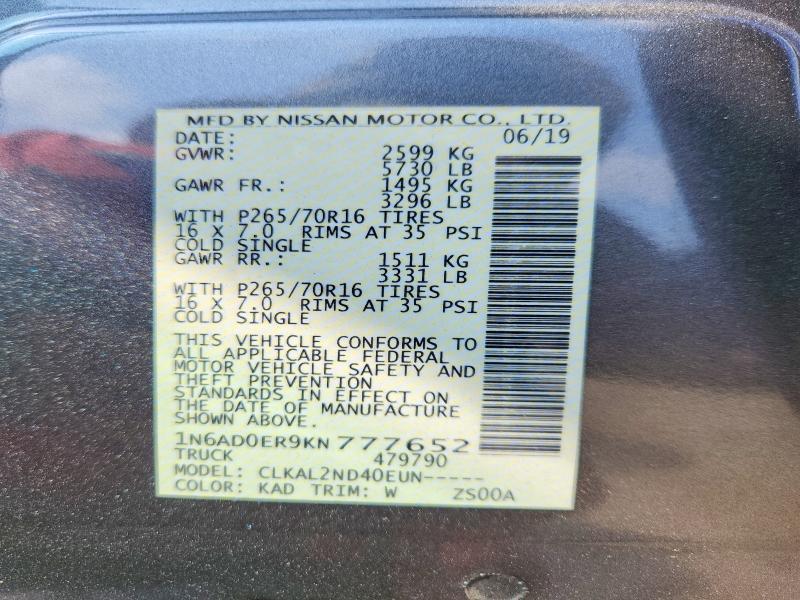 MFD BY NISSAN MOTOR CO., LTD.
DATE: 06/19
GVWR: 2599 KG
5730 LB
GAWR FR.: 1495 KG
3296 LB
WITH P265/70R16 TIRES
16 X 7.0 RIMS AT 35 PSI
COLD SINGLE
GAWR RR.: 1511 KG
3331 LB
WITH P265/70R16 TIRES
16 X 7.0 RIMS AT 35 PSI
COLD SINGLE
THIS VEHICLE CONFORMS TO
ALL APPLICABLE FEDERAL
MOTOR VEHICLE SAFETY AND
THEFT PREVENTION
STANDARDS IN EFFECT ON
THE DATE OF MANUFACTURE
SHOWN ABOVE.
1N6AD0ER9KN777652
TRUCK 479790
MODEL: CLKAL2ND40EUN-----
COLOR: KAD TRIM: W ZS00A